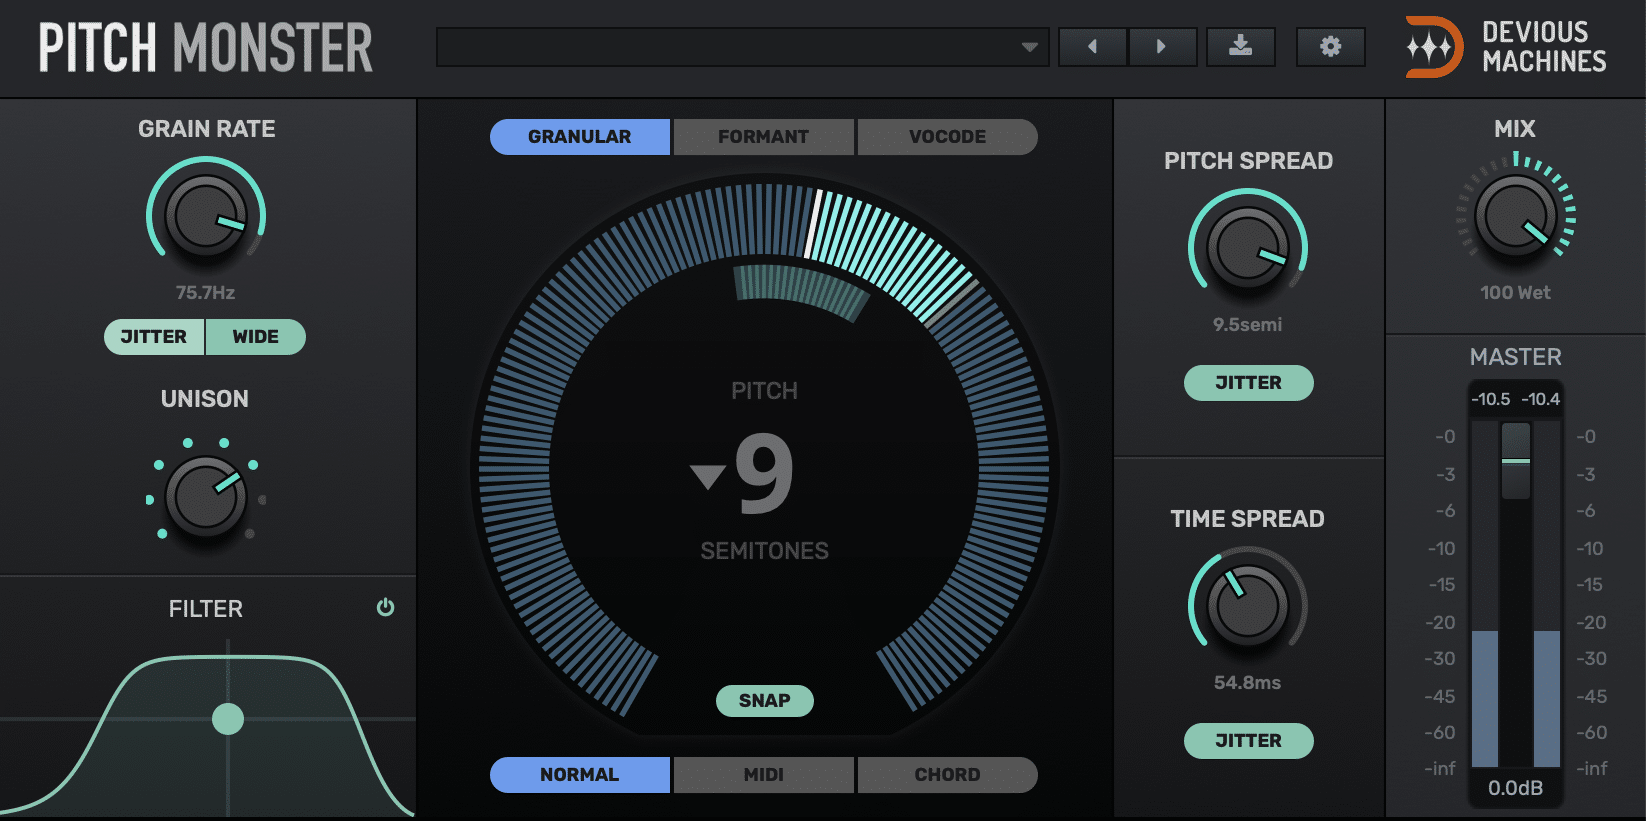 PITCH MONSTER
DEVIOUS
MACHINES
GRAIN RATE
75.7Hz
JITTER WIDE
UNISON
FILTER
GRANULAR FORMANT VOCODE
PITCH
9
SEMITONES
SNAP
NORMAL MIDI CHORD
PITCH SPREAD
9.5semi
JITTER
TIME SPREAD
54.8ms
JITTER
MIX
100 Wet
MASTER
-10.5 -10.4
-0 -0
-3 -3
-6 -6
-10 -10
-15 -15
-20 -20
-30 -30
-45 -45
-60 -60
-inf -inf
0.0dB